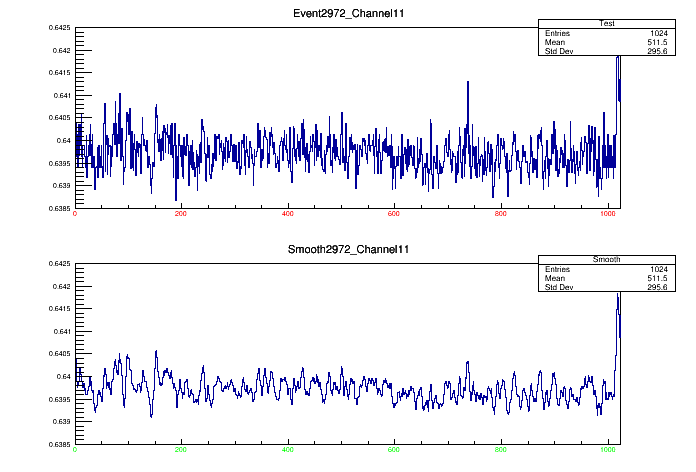 Event2972_Channel11
Test
Entries 1024
Mean 511.5
Std Dev 295.6
0.6425
0.642
0.6415
0.641
0.6405
0.64
0.6395
0.639
0.6385
0 200 400 600 800 1000
Smooth2972_Channel11
Smooth
Entries 1024
Mean 511.5
Std Dev 295.6
0.6425
0.642
0.6415
0.641
0.6405
0.64
0.6395
0.639
0.6385
0 200 400 600 800 1000